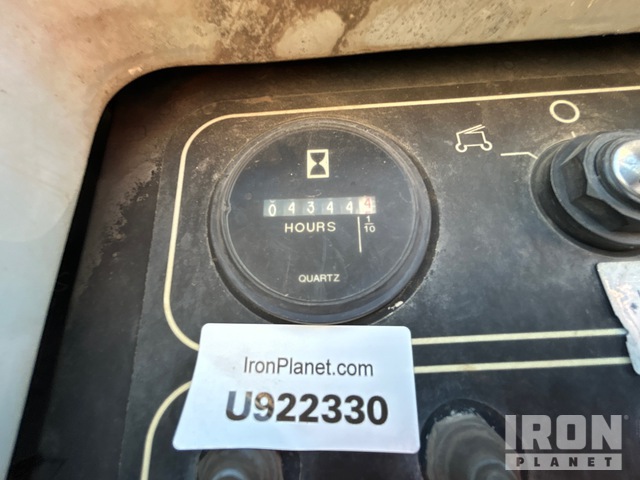 043444
HOURS
1/10
QUARTZ
IronPlanet.com
U922330
IRON
PLANET